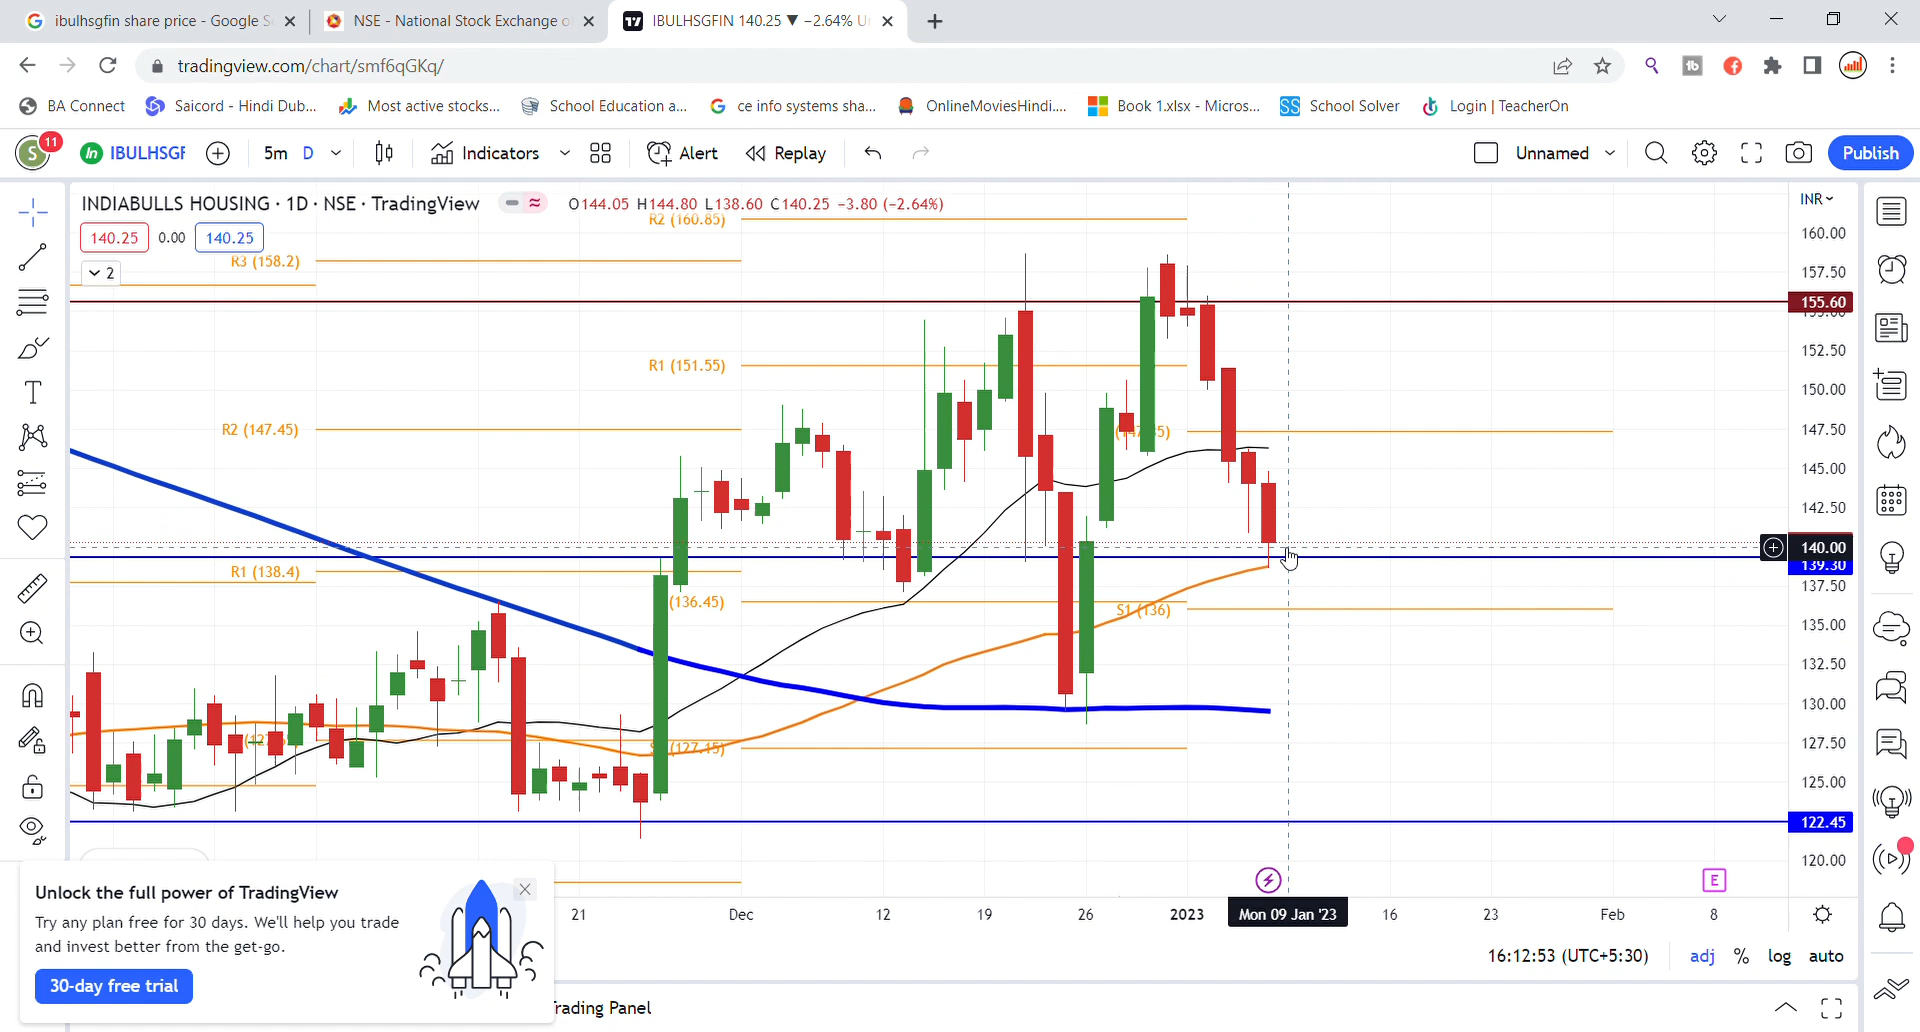 ibulhsgfin share price - Google S
NSE - National Stock Exchange o
IBULHSGFIN 140.25 ▼ −2.64% U
tradingview.com/chart/smf6qGKq/
BA Connect
Saicord - Hindi Dub...
Most active stocks...
School Education a...
ce info systems sha...
OnlineMoviesHindi....
Book 1.xlsx - Micros...
School Solver
Login | TeacherOn
S 11
IBULHSGF
5m D
Indicators
Alert
Replay
Unnamed
Publish
INDIABULLS HOUSING · 1D · NSE · TradingView
O144.05 H144.80 L138.60 C140.25 −3.80 (−2.64%)
INR
140.25 0.00 140.25
2
R2 (160.85)
R3 (158.2)
R1 (151.55)
R2 (147.45)
R1 (138.4)
(136.45)
S1 (136)
(127.15)
160.00
157.50
155.60
155.00
152.50
150.00
147.50
145.00
142.50
140.00
139.30
137.50
135.00
132.50
130.00
127.50
125.00
122.45
120.00
E
21
Dec
12
19
26
2023
Mon 09 Jan '23
16
23
Feb
8
16:12:53 (UTC+5:30)
adj
%
log
auto
Unlock the full power of TradingView
Try any plan free for 30 days. We'll help you trade
and invest better from the get-go.
30-day free trial
rading Panel